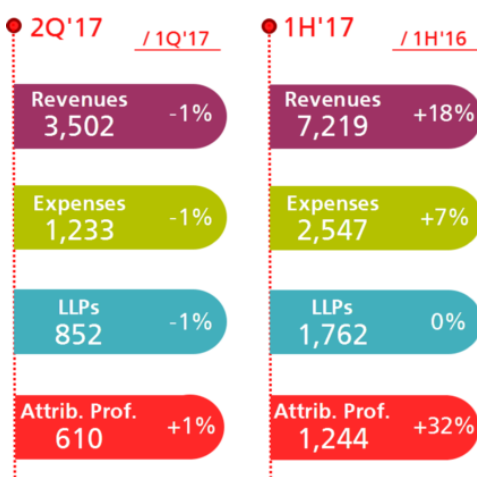 2Q'17
/ 1Q'17
Revenues
3,502
-1%
Expenses
1,233
-1%
LLPs
852
-1%
Attrib. Prof.
610
+1%
1H'17
/ 1H'16
Revenues
7,219
+18%
Expenses
2,547
+7%
LLPs
1,762
0%
Attrib. Prof.
1,244
+32%